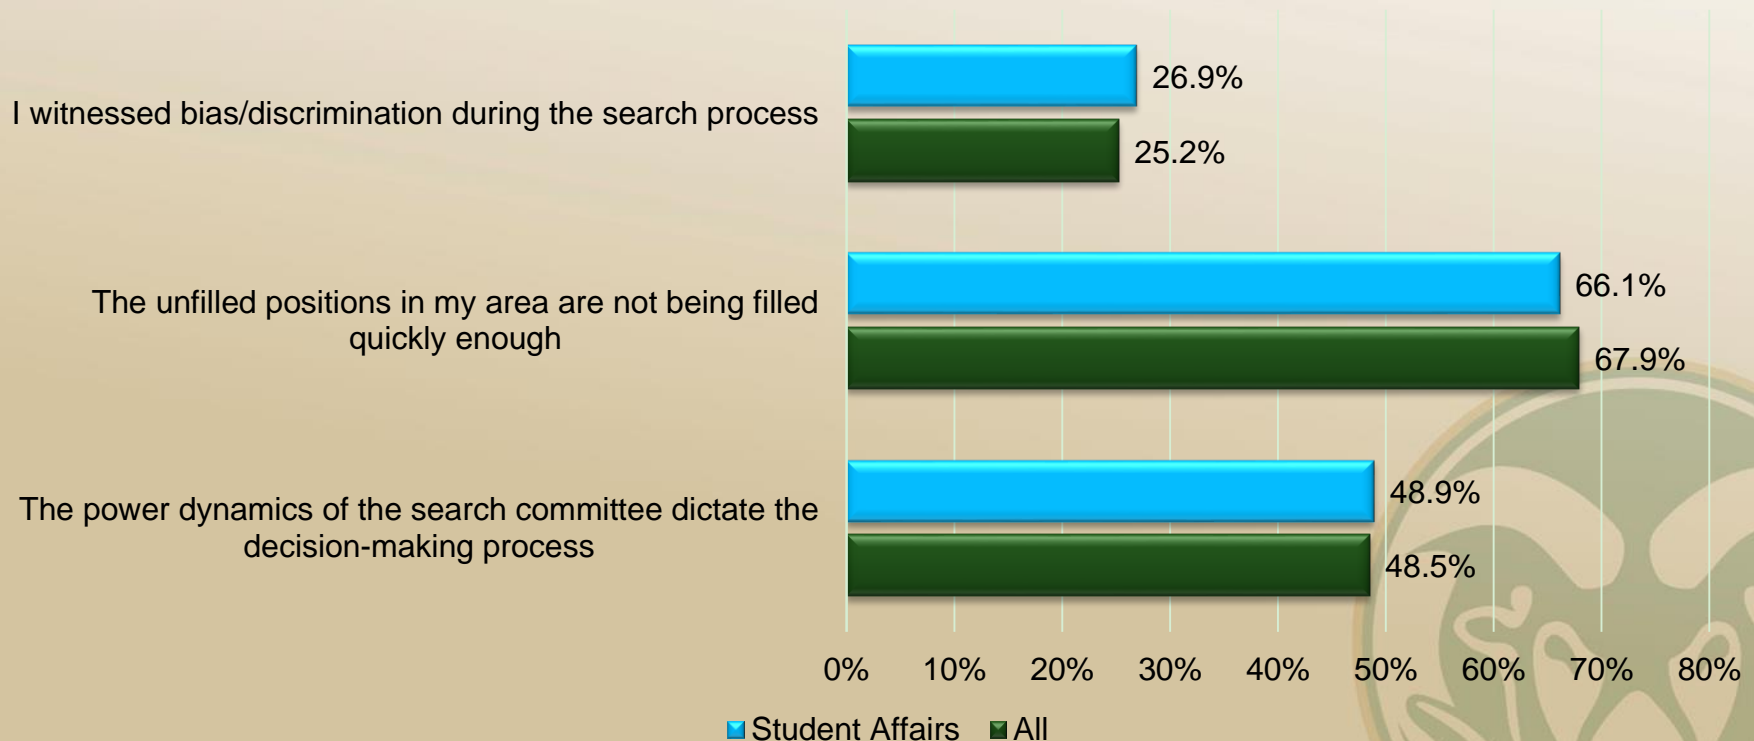 I witnessed bias/discrimination during the search process
26.9%
25.2%
The unfilled positions in my area are not being filled
quickly enough
66.1%
67.9%
The power dynamics of the search committee dictate the
decision-making process
48.9%
48.5%
0% 10% 20% 30% 40% 50% 60% 70% 80%
Student Affairs All